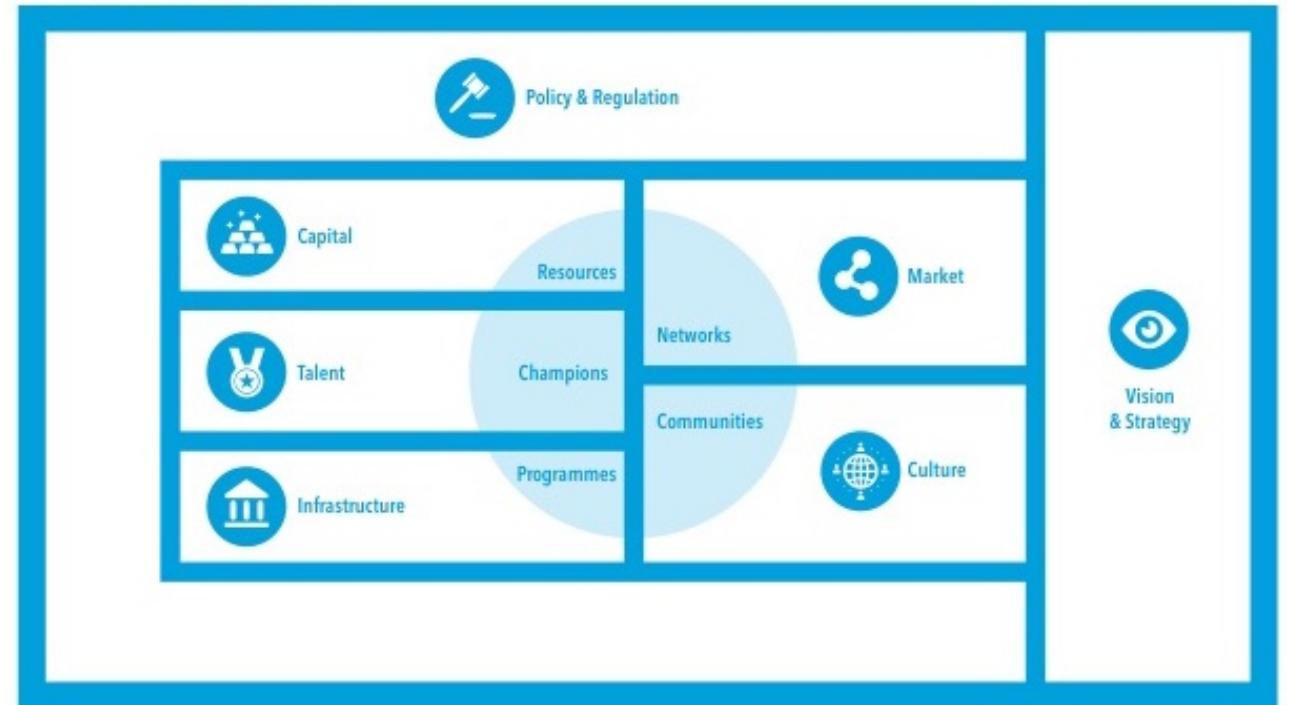 Policy & Regulation
Capital
Resources
Talent
Champions
Infrastructure
Programmes
Market
Networks
Communities
Culture
Vision
& Strategy